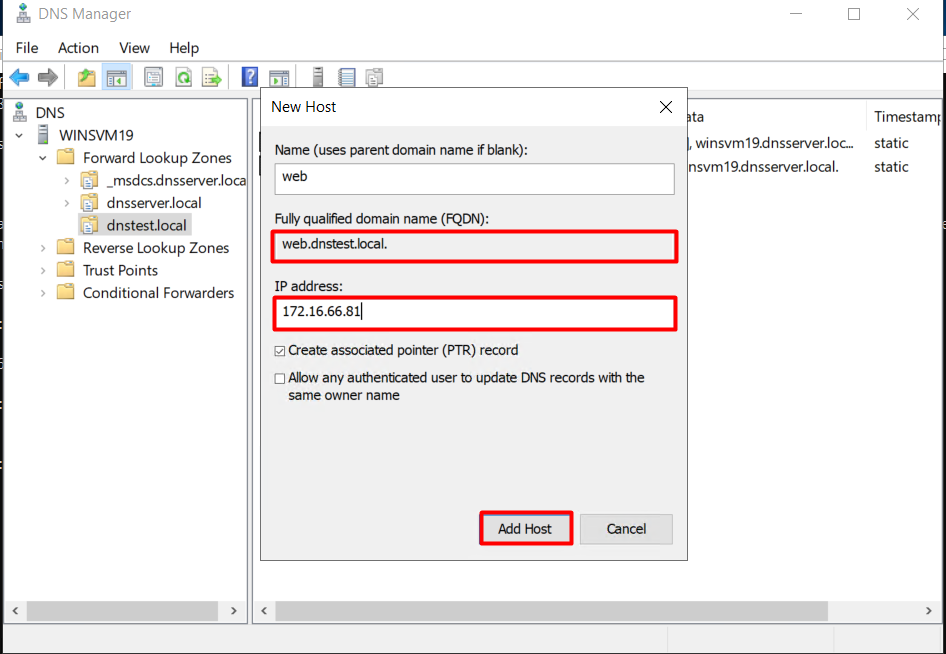 DNS Manager
File Action View Help
DNS
WINSVM19
Forward Lookup Zones
_msdcs.dnsserver.loca
dnsserver.local
dnstest.local
Reverse Lookup Zones
Trust Points
Conditional Forwarders
New Host
Name (uses parent domain name if blank):
web
Fully qualified domain name (FQDN):
web.dnstest.local.
IP address:
172.16.66.81
Create associated pointer (PTR) record
Allow any authenticated user to update DNS records with the
same owner name
Add Host Cancel
ata Timestamp
], winsvm19.dnsserver.loc... static
nsvm19.dnsserver.local. static